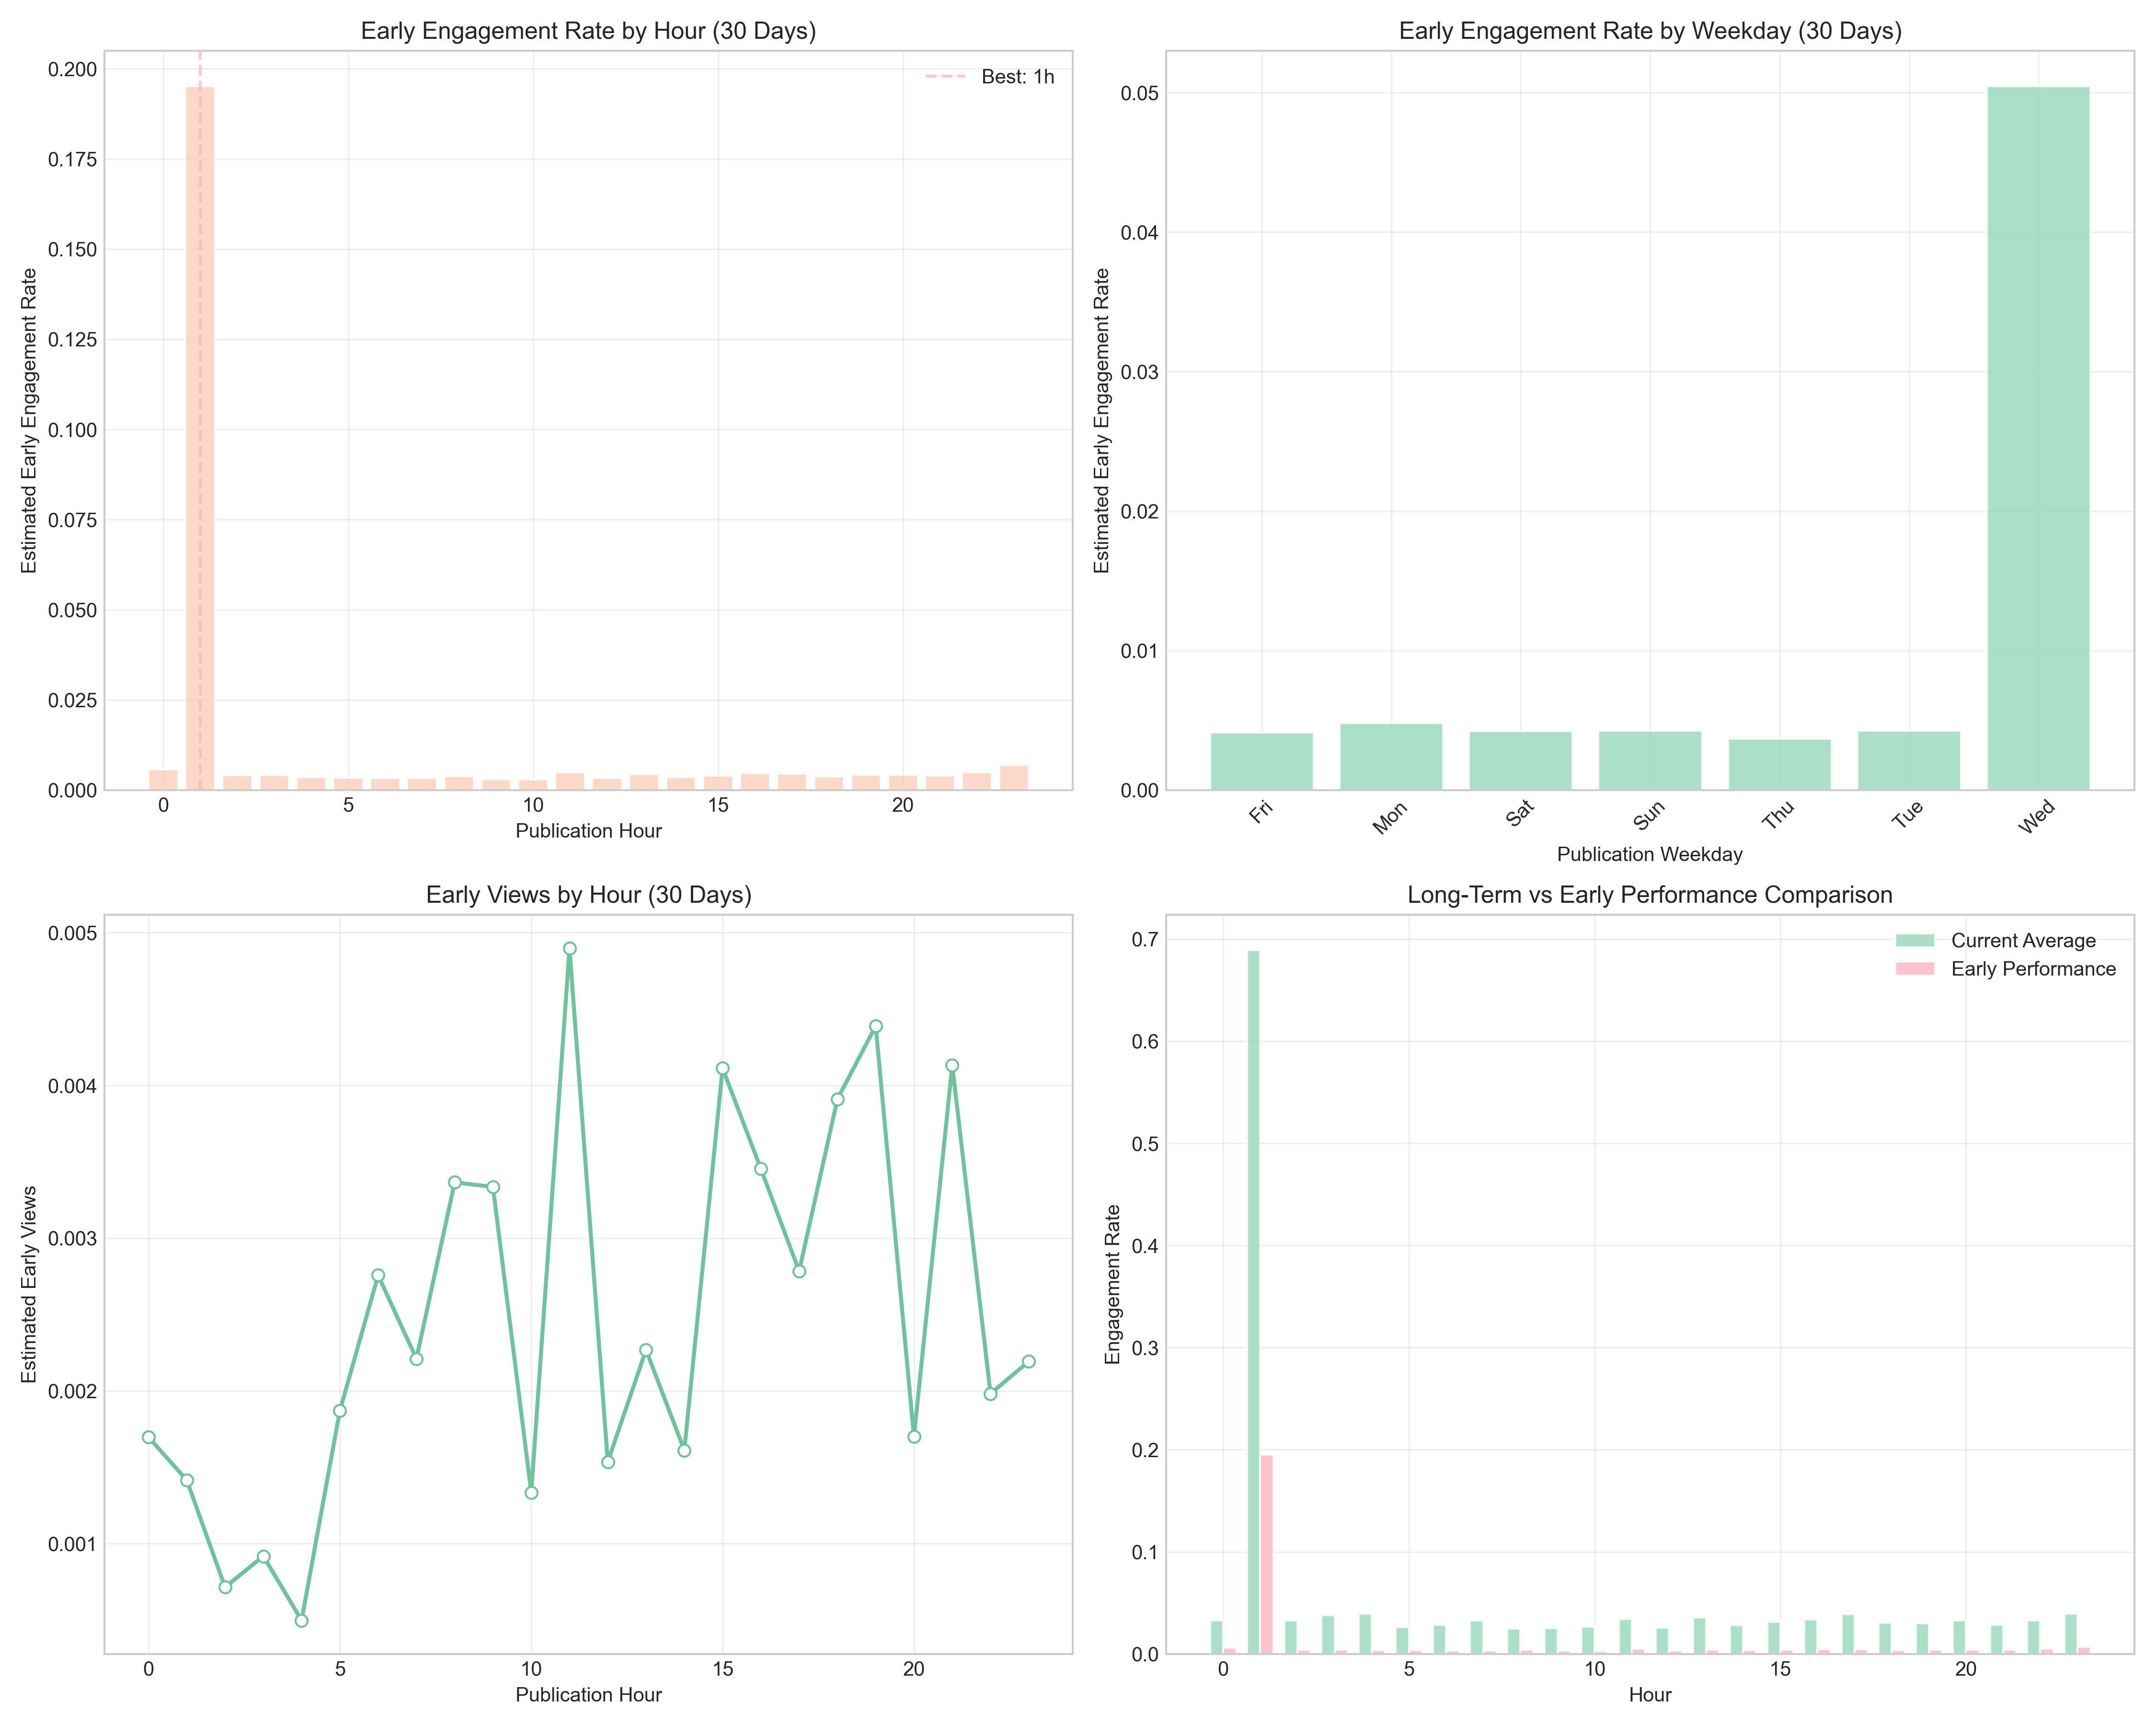 Early Engagement Rate by Hour (30 Days)
Estimated Early Engagement Rate
0.200
0.175
0.150
0.125
0.100
0.075
0.050
0.025
0.000
Best: 1h
0 5 10 15 20
Publication Hour
Early Engagement Rate by Weekday (30 Days)
Estimated Early Engagement Rate
0.05
0.04
0.03
0.02
0.01
0.00
Fri Mon Sat Sun Thu Tue Wed
Publication Weekday
Early Views by Hour (30 Days)
Estimated Early Views
0.005
0.004
0.003
0.002
0.001
0 5 10 15 20
Publication Hour
Long-Term vs Early Performance Comparison
Engagement Rate
0.7
0.6
0.5
0.4
0.3
0.2
0.1
0.0
Current Average
Early Performance
0 5 10 15 20
Hour